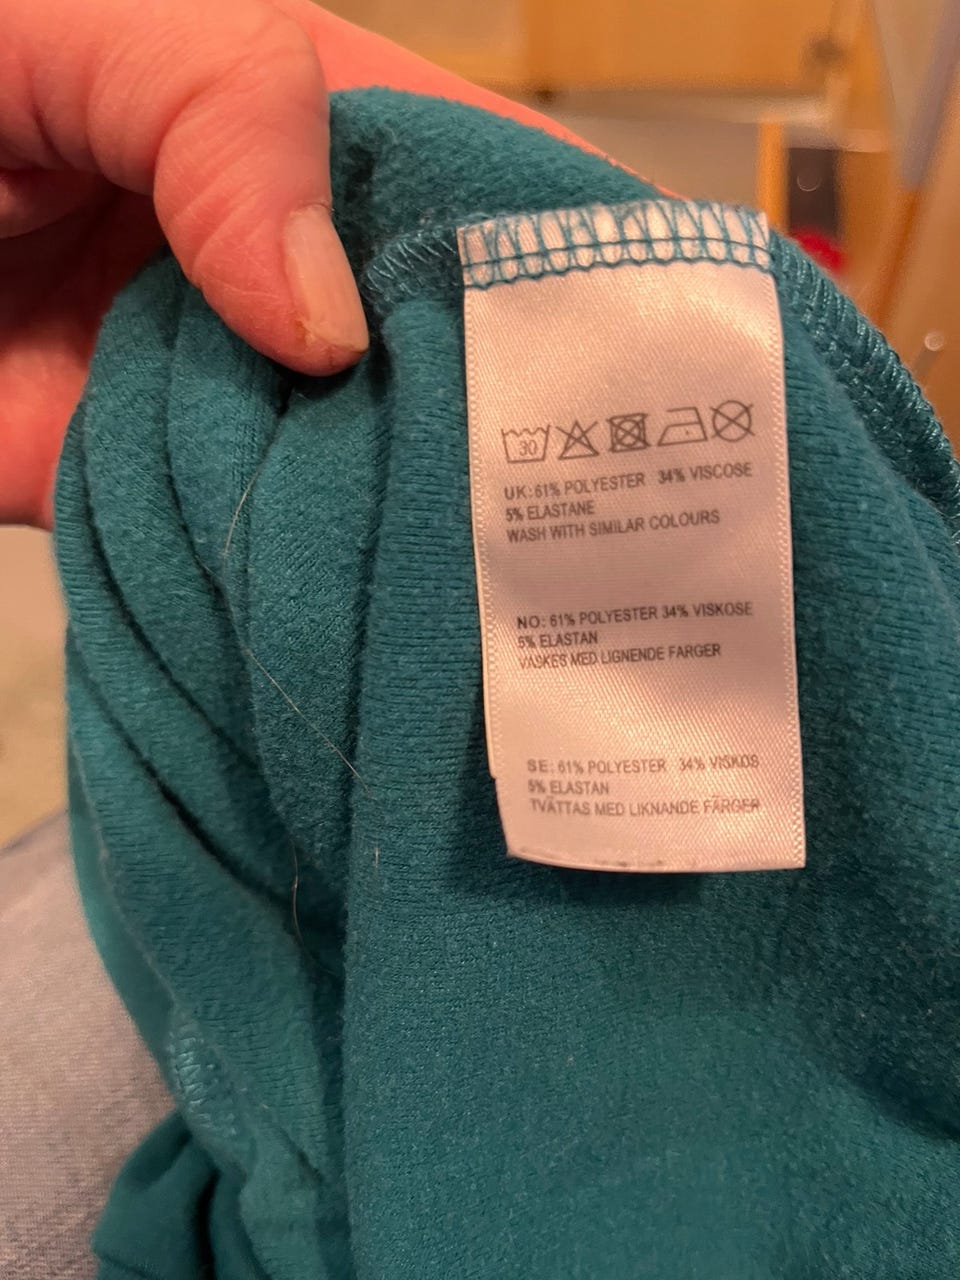 30
UK: 61% POLYESTER 34% VISCOSE
5% ELASTANE
WASH WITH SIMILAR COLOURS
NO: 61% POLYESTER 34% VISKOSE
5% ELASTAN
VASKES MED LIGNENDE FARGER
SE: 61% POLYESTER 34% VISKOS
5% ELASTAN
TVÄTTAS MED LIKNANDE FÄRGER